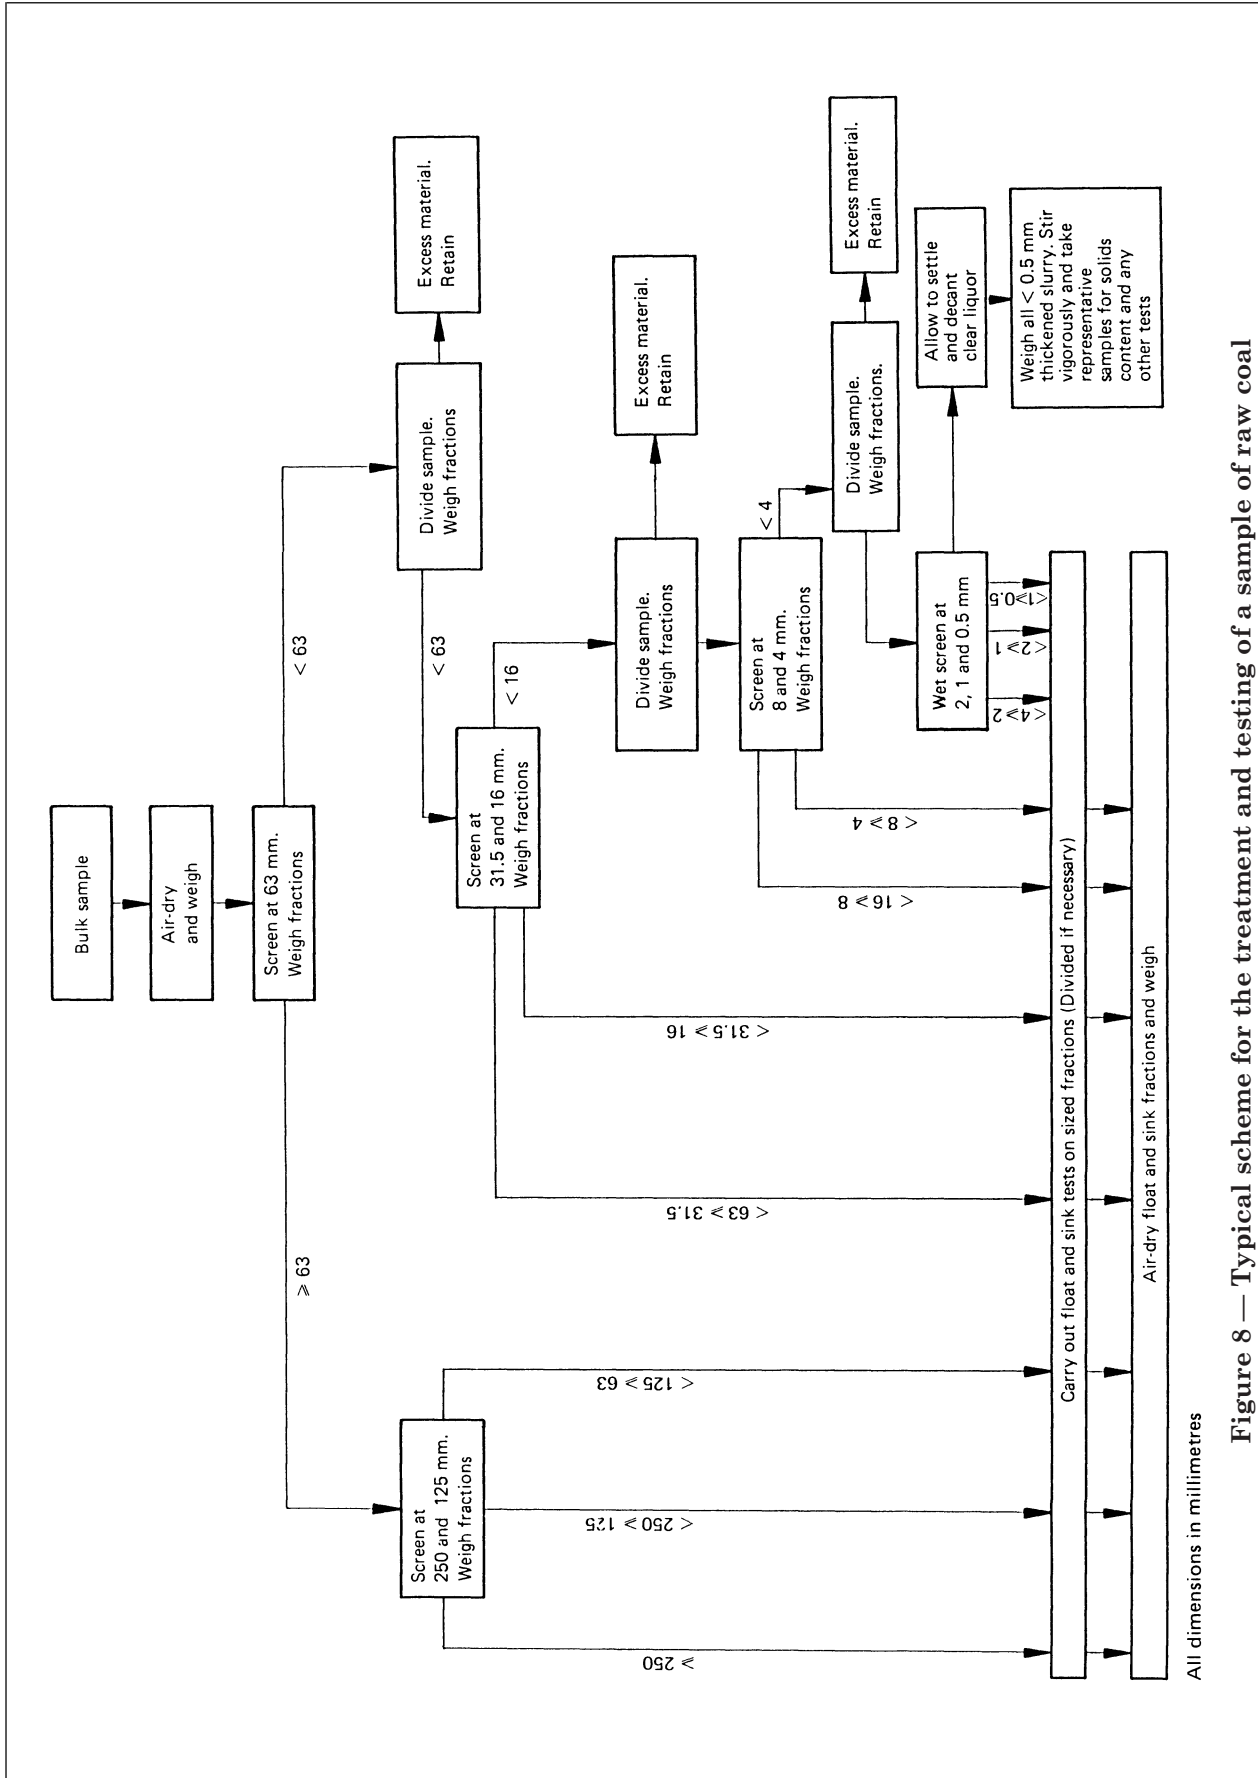 Bulk sample
Air-dry
and weigh
Screen at 63 mm.
Weigh fractions
⩾ 63
< 63
Screen at
250 and 125 mm.
Weigh fractions
Divide sample.
Weigh fractions
Excess material.
Retain
< 63
Screen at
31.5 and 16 mm.
Weigh fractions
< 16
Divide sample.
Weigh fractions
Excess material.
Retain
Screen at
8 and 4 mm.
Weigh fractions
< 4
Divide sample.
Weigh fractions.
Excess material.
Retain
Wet screen at
2, 1 and 0.5 mm
Allow to settle
and decant
clear liquor
Weigh all < 0.5 mm
thickened slurry. Stir
vigorously and take
representative
samples for solids
content and any
other tests
⩾ 250
< 250 ⩾ 125
< 125 ⩾ 63
< 63 ⩾ 31.5
< 31.5 ⩾ 16
< 16 ⩾ 8
< 8 ⩾ 4
<4⩾2
<2⩾1
<1⩾0.5
Carry out float and sink tests on sized fractions (Divided if necessary)
Air-dry float and sink fractions and weigh
All dimensions in millimetres
Figure 8 — Typical scheme for the treatment and testing of a sample of raw coal